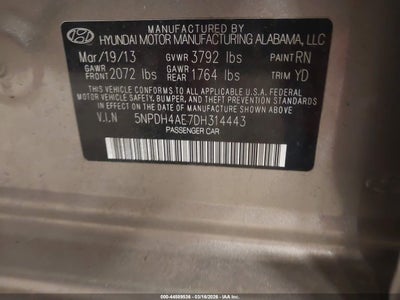 MANUFACTURED BY
HYUNDAI MOTOR MANUFACTURING ALABAMA, LLC
Mar/19/13 GVWR 3792 lbs PAINT RN
GAWR FRONT 2072 lbs GAWR REAR 1764 lbs TRIM YD
THIS VEHICLE CONFORMS TO ALL APPLICABLE U.S.A. FEDERAL
MOTOR VEHICLE SAFETY, BUMPER, AND THEFT PREVENTION STANDARDS
IN EFFECT ON THE DATE OF MANUFACTURE SHOWN ABOVE.
V.I.N 5NPDH4AE7DH314443
PASSENGER CAR